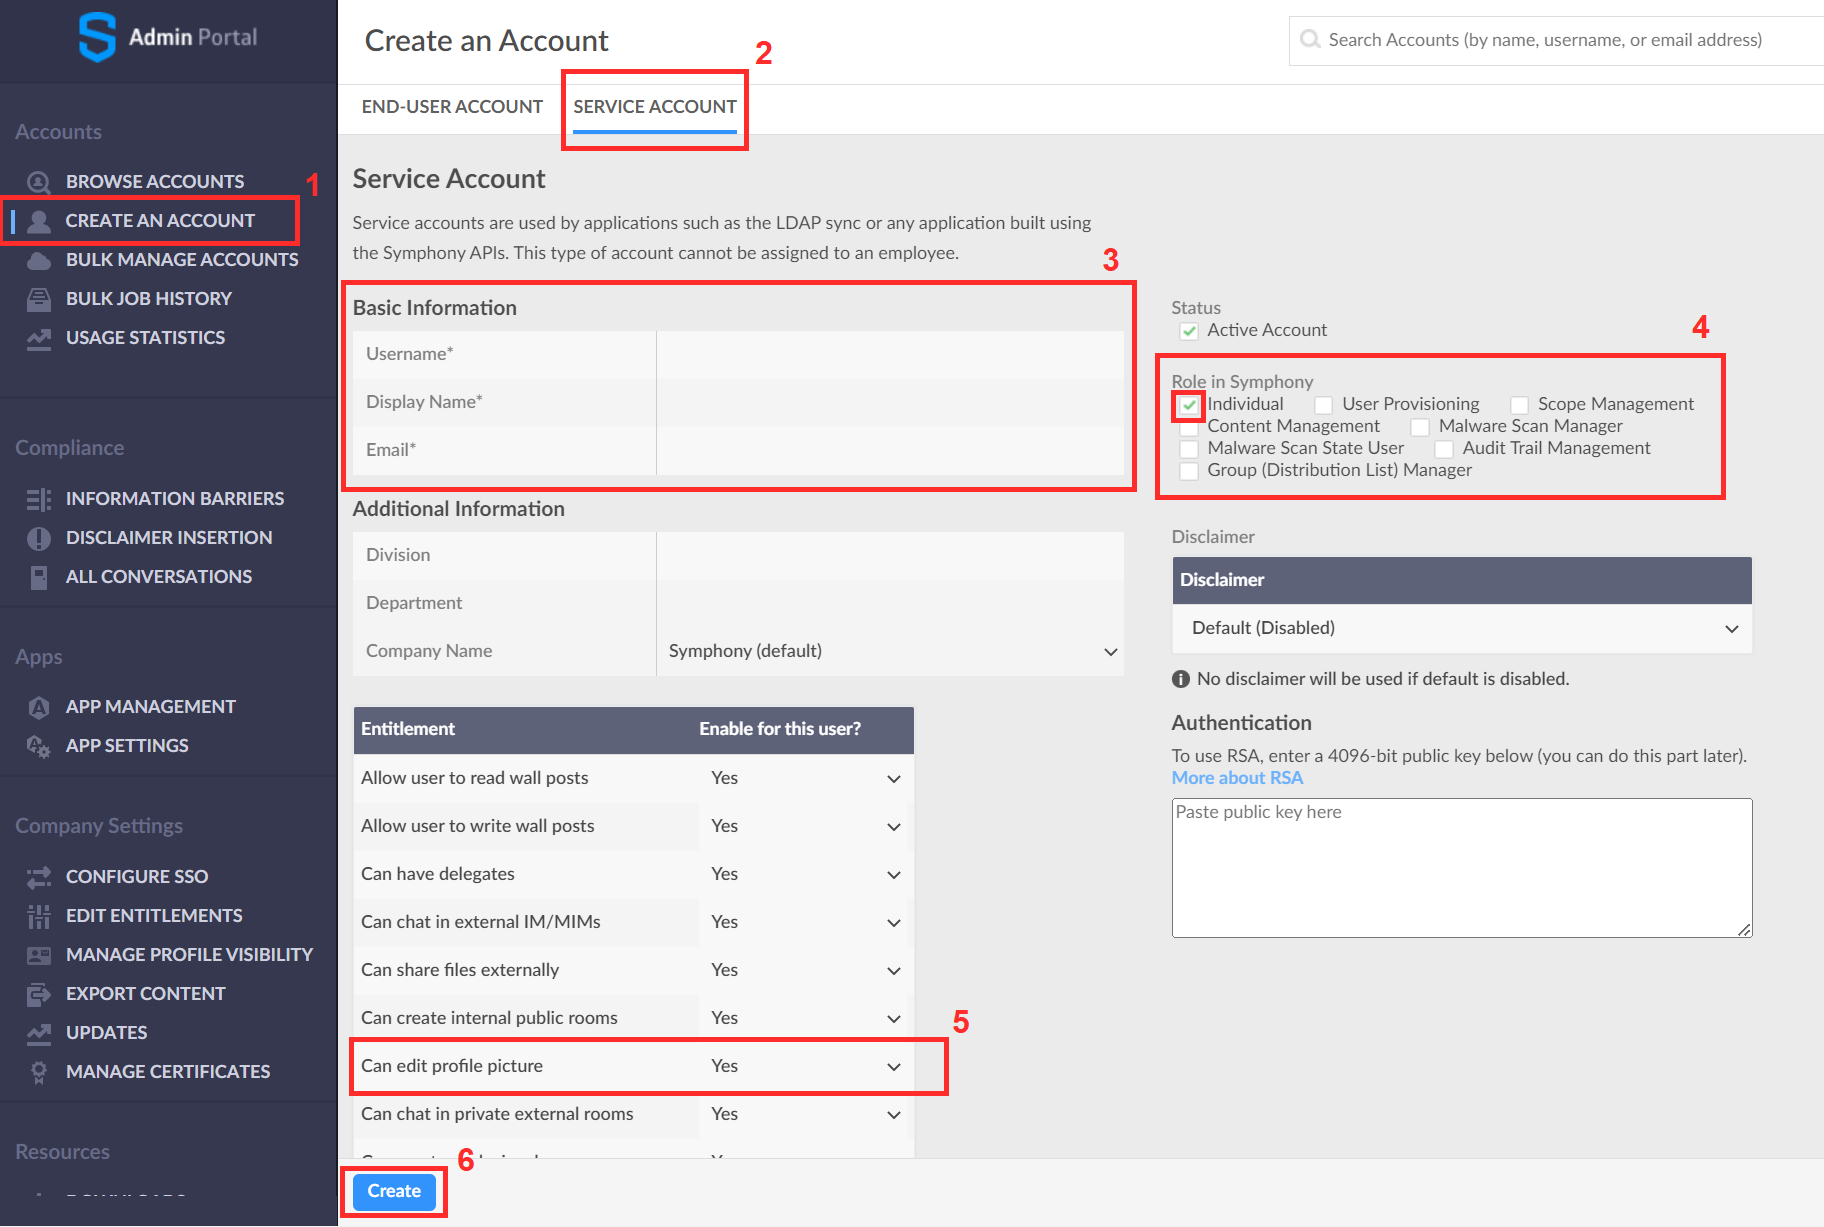 Admin Portal
Accounts
BROWSE ACCOUNTS
1
CREATE AN ACCOUNT
BULK MANAGE ACCOUNTS
BULK JOB HISTORY
USAGE STATISTICS
Compliance
INFORMATION BARRIERS
DISCLAIMER INSERTION
ALL CONVERSATIONS
Apps
APP MANAGEMENT
APP SETTINGS
Company Settings
CONFIGURE SSO
EDIT ENTITLEMENTS
MANAGE PROFILE VISIBILITY
EXPORT CONTENT
UPDATES
MANAGE CERTIFICATES
Resources
Create an Account
2
Search Accounts (by name, username, or email address)
END-USER ACCOUNT SERVICE ACCOUNT
Service Account
Service accounts are used by applications such as the LDAP sync or any application built using
the Symphony APIs. This type of account cannot be assigned to an employee.
3
Basic Information
Username*
Display Name*
Email*
Additional Information
Division
Department
Company Name Symphony (default)
Entitlement Enable for this user?
Allow user to read wall posts Yes
Allow user to write wall posts Yes
Can have delegates Yes
Can chat in external IM/MIMs Yes
Can share files externally Yes
Can create internal public rooms Yes
5
Can edit profile picture Yes
Can chat in private external rooms Yes
6
Create
Status
Active Account
4
Role in Symphony
Individual User Provisioning Scope Management
Content Management Malware Scan Manager
Malware Scan State User Audit Trail Management
Group (Distribution List) Manager
Disclaimer
Disclaimer
Default (Disabled)
No disclaimer will be used if default is disabled.
Authentication
To use RSA, enter a 4096-bit public key below (you can do this part later).
More about RSA
Paste public key here